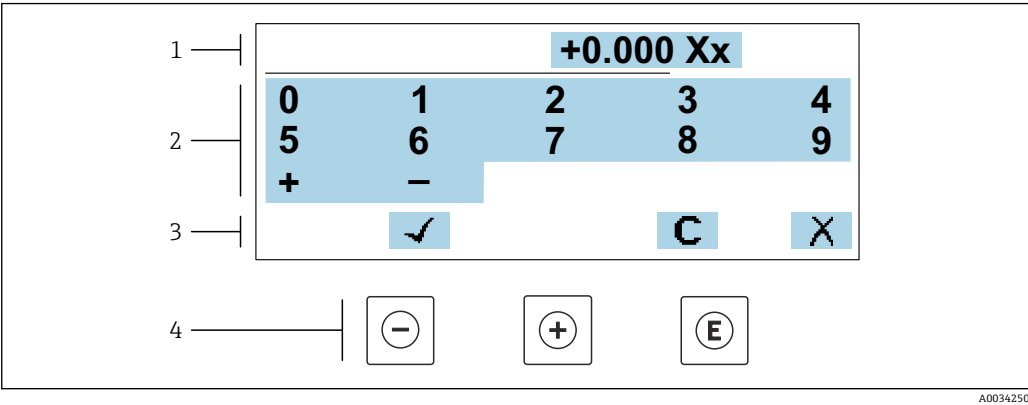 1 +0.000 Xx
0 1 2 3 4
2 5 6 7 8 9
+ –
3 ✓ C X
4 − + E
A0034250